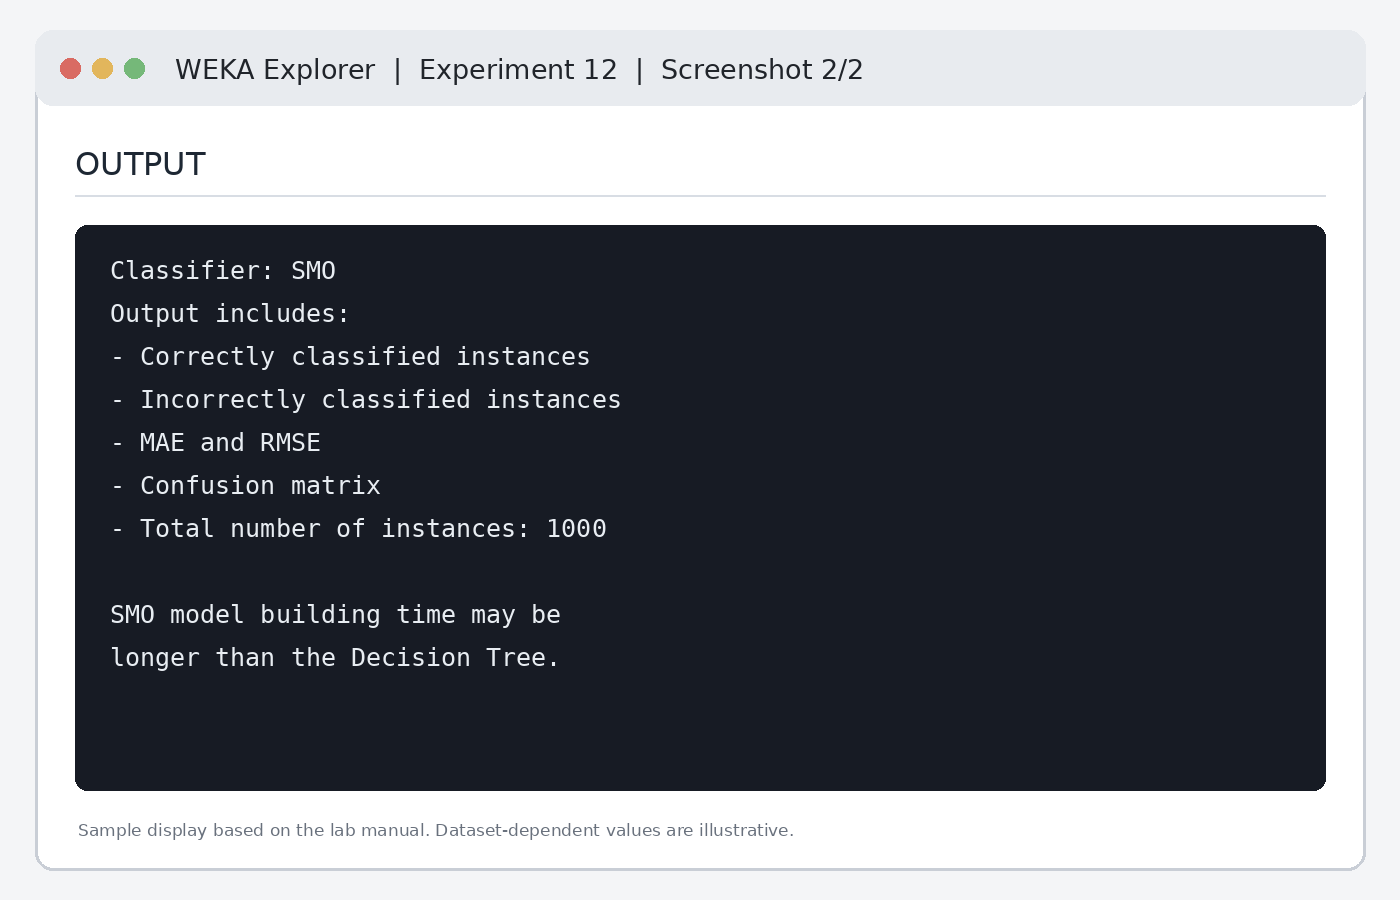 WEKA Explorer | Experiment 12 | Screenshot 2/2
OUTPUT
Classifier: SMO
Output includes:
- Correctly classified instances
- Incorrectly classified instances
- MAE and RMSE
- Confusion matrix
- Total number of instances: 1000
SMO model building time may be
longer than the Decision Tree.
Sample display based on the lab manual. Dataset-dependent values are illustrative.